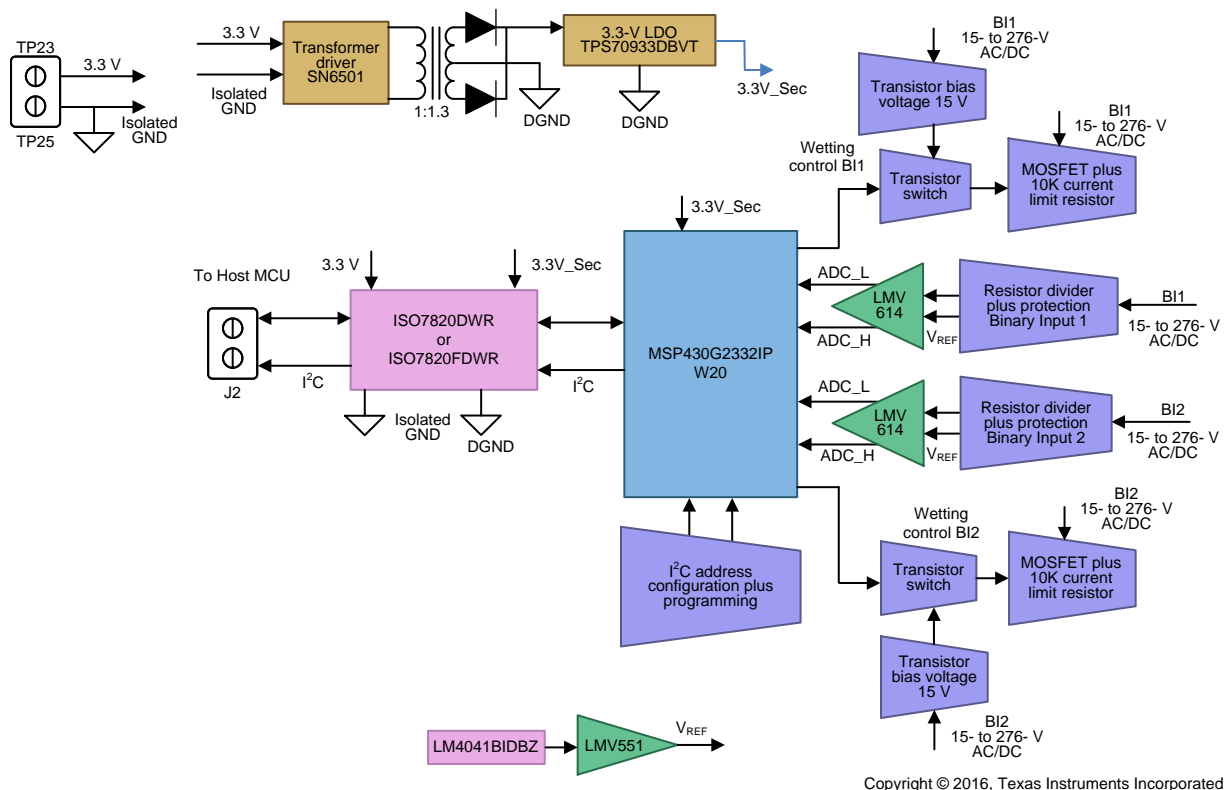 TP23
3.3 V
Isolated
GND
TP25
3.3 V
Isolated
GND
Transformer
driver
SN6501
1:1.3
DGND
3.3-V LDO
TPS70933DBVT
DGND
3.3V_Sec
BI1
15- to 276-V
AC/DC
Transistor bias
voltage 15 V
Wetting
control BI1
Transistor
switch
BI1
15- to 276- V
AC/DC
MOSFET plus
10K current
limit resistor
3.3V_Sec
To Host MCU
3.3 V
3.3V_Sec
ISO7820DWR
or
ISO7820FDWR
I2C
J2
Isolated
GND
DGND
I2C
MSP430G2332IP
W20
ADC_L
ADC_H
LMV
614
VREF
Resistor divider
plus protection
Binary Input 1
BI1
15- to 276- V
AC/DC
ADC_L
ADC_H
LMV
614
VREF
Resistor divider
plus protection
Binary Input 2
BI2
15- to 276- V
AC/DC
I2C address
configuration plus
programming
Wetting
control BI2
Transistor
switch
BI2
15- to 276- V
AC/DC
MOSFET plus
10K current
limit resistor
Transistor
bias voltage
15 V
BI2
15- to 276- V
AC/DC
LM4041BIDBZ
LMV551
VREF
Copyright © 2016, Texas Instruments Incorporated